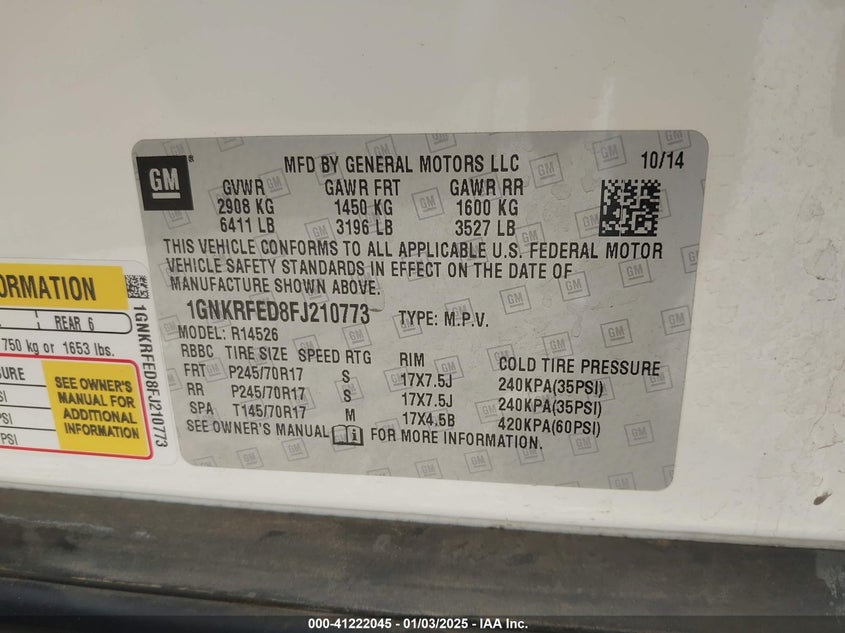 GM ®
MFD BY GENERAL MOTORS LLC 10/14
GVWR GAWR FRT GAWR RR
2908 KG 1450 KG 1600 KG
6411 LB 3196 LB 3527 LB
THIS VEHICLE CONFORMS TO ALL APPLICABLE U.S. FEDERAL MOTOR
VEHICLE SAFETY STANDARDS IN EFFECT ON THE DATE OF
MANUFACTURE SHOWN ABOVE.
1GNKRFED8FJ210773 TYPE: M.P.V.
MODEL: R14526
RBBC TIRE SIZE SPEED RTG RIM COLD TIRE PRESSURE
FRT P245/70R17 S 17X7.5J 240KPA(35PSI)
RR P245/70R17 S 17X7.5J 240KPA(35PSI)
SPA T145/70R17 M 17X4.5B 420KPA(60PSI)
SEE OWNER'S MANUAL FOR MORE INFORMATION.
ORMATION
REAR 6
750 kg or 1653 lbs.
SURE
PSI
SEE OWNER'S
MANUAL FOR
ADDITIONAL
INFORMATION
1GNKRFED8FJ210773
000-41222045 - 01/03/2025 - IAA Inc.